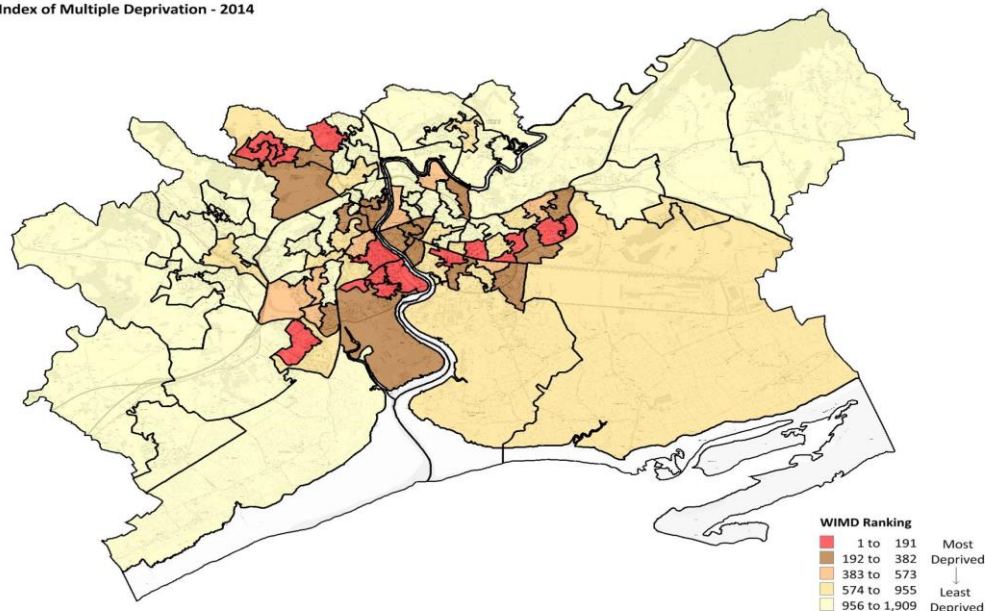 Index of Multiple Deprivation - 2014
WIMD Ranking
1 to 191 Most
192 to 382 Deprived
383 to 573
574 to 955 Least
956 to 1,909 Deprived